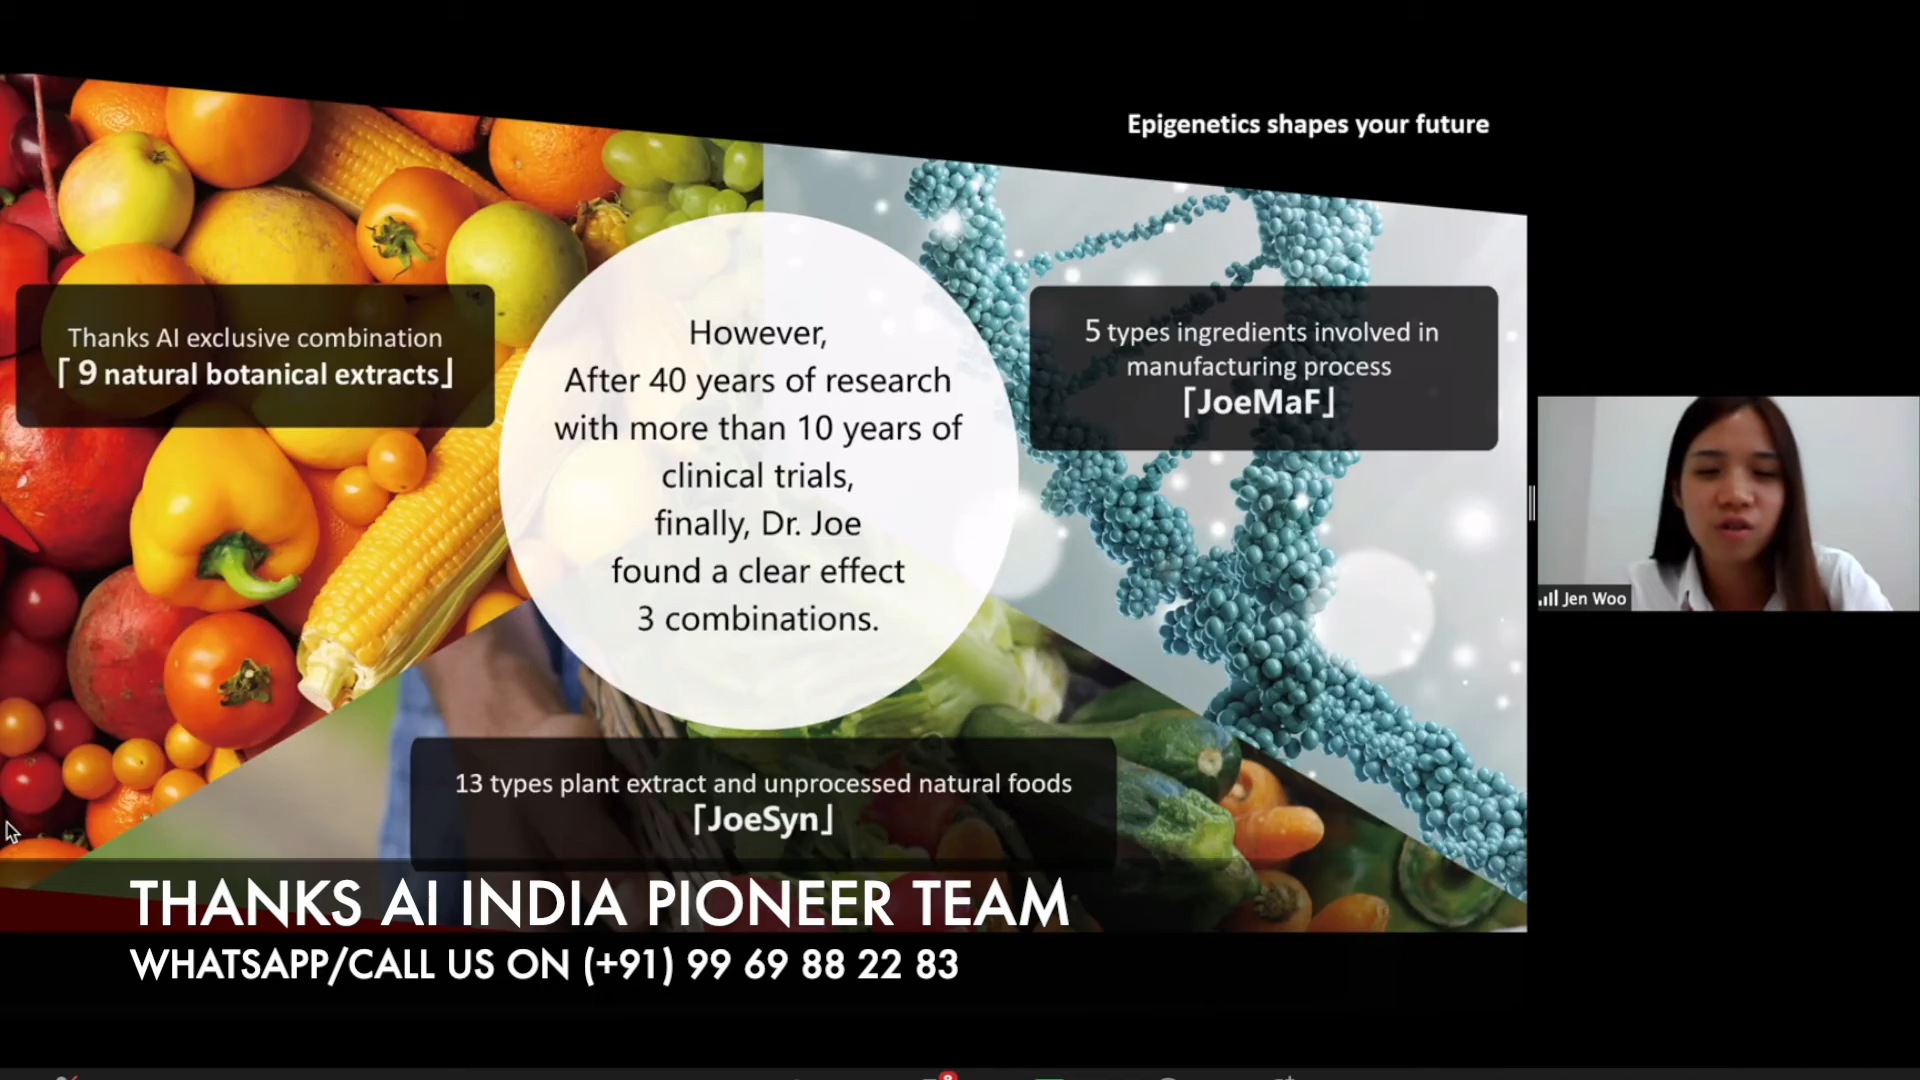 Epigenetics shapes your future
Thanks AI exclusive combination
「9 natural botanical extracts」
However,
After 40 years of research
with more than 10 years of
clinical trials,
finally, Dr. Joe
found a clear effect
3 combinations.
5 types ingredients involved in
manufacturing process
「JoeMaF」
13 types plant extract and unprocessed natural foods
「JoeSyn」
Jen Woo
THANKS AI INDIA PIONEER TEAM
WHATSAPP/CALL US ON (+91) 99 69 88 22 83